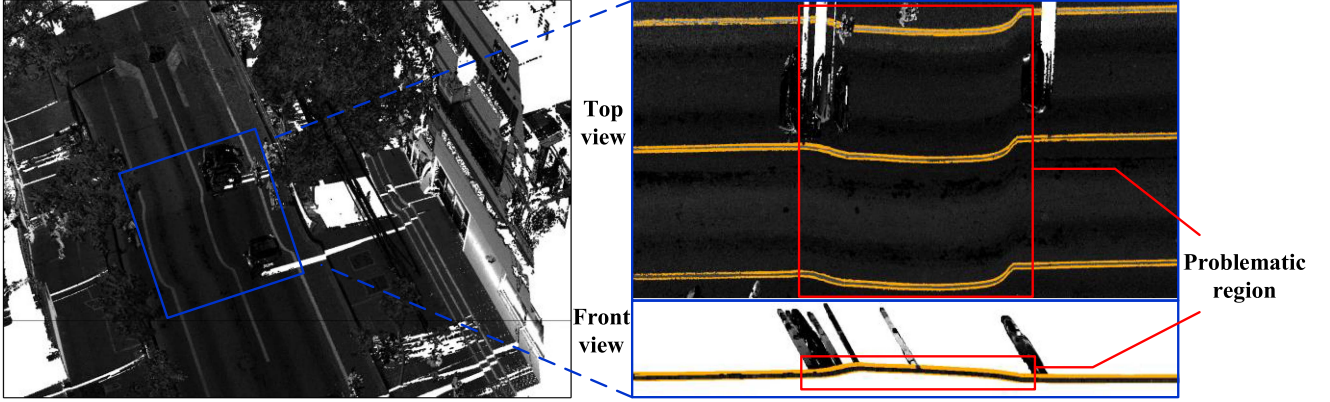 Top
view
Front
view
Problematic
region